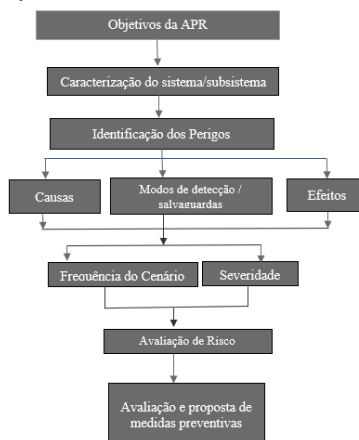 Objetivos da APR
Caracterização do sistema/subsistema
Identificação dos Perigos
Causas
Modos de detecção /
salvaguardas
Efeitos
Frequência do Cenário
Severidade
Avaliação de Risco
Avaliação e proposta de
medidas preventivas